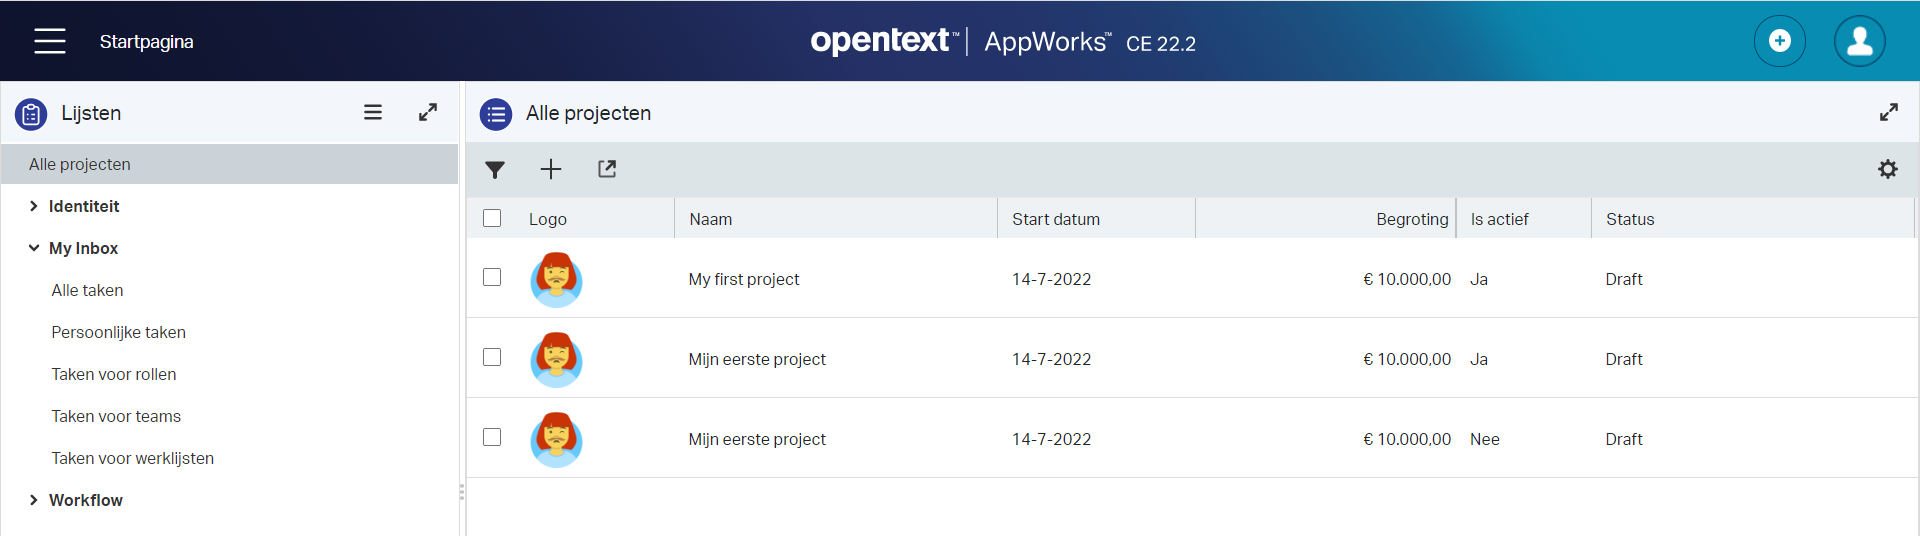 Startpagina
opentext™ | AppWorks™ CE 22.2
Lijsten
Alle projecten
Identiteit
My Inbox
Alle taken
Persoonlijke taken
Taken voor rollen
Taken voor teams
Taken voor werklijsten
Workflow
Alle projecten
Logo Naam Start datum Begroting Is actief Status
My first project 14-7-2022 € 10.000,00 Ja Draft
Mijn eerste project 14-7-2022 € 10.000,00 Ja Draft
Mijn eerste project 14-7-2022 € 10.000,00 Nee Draft